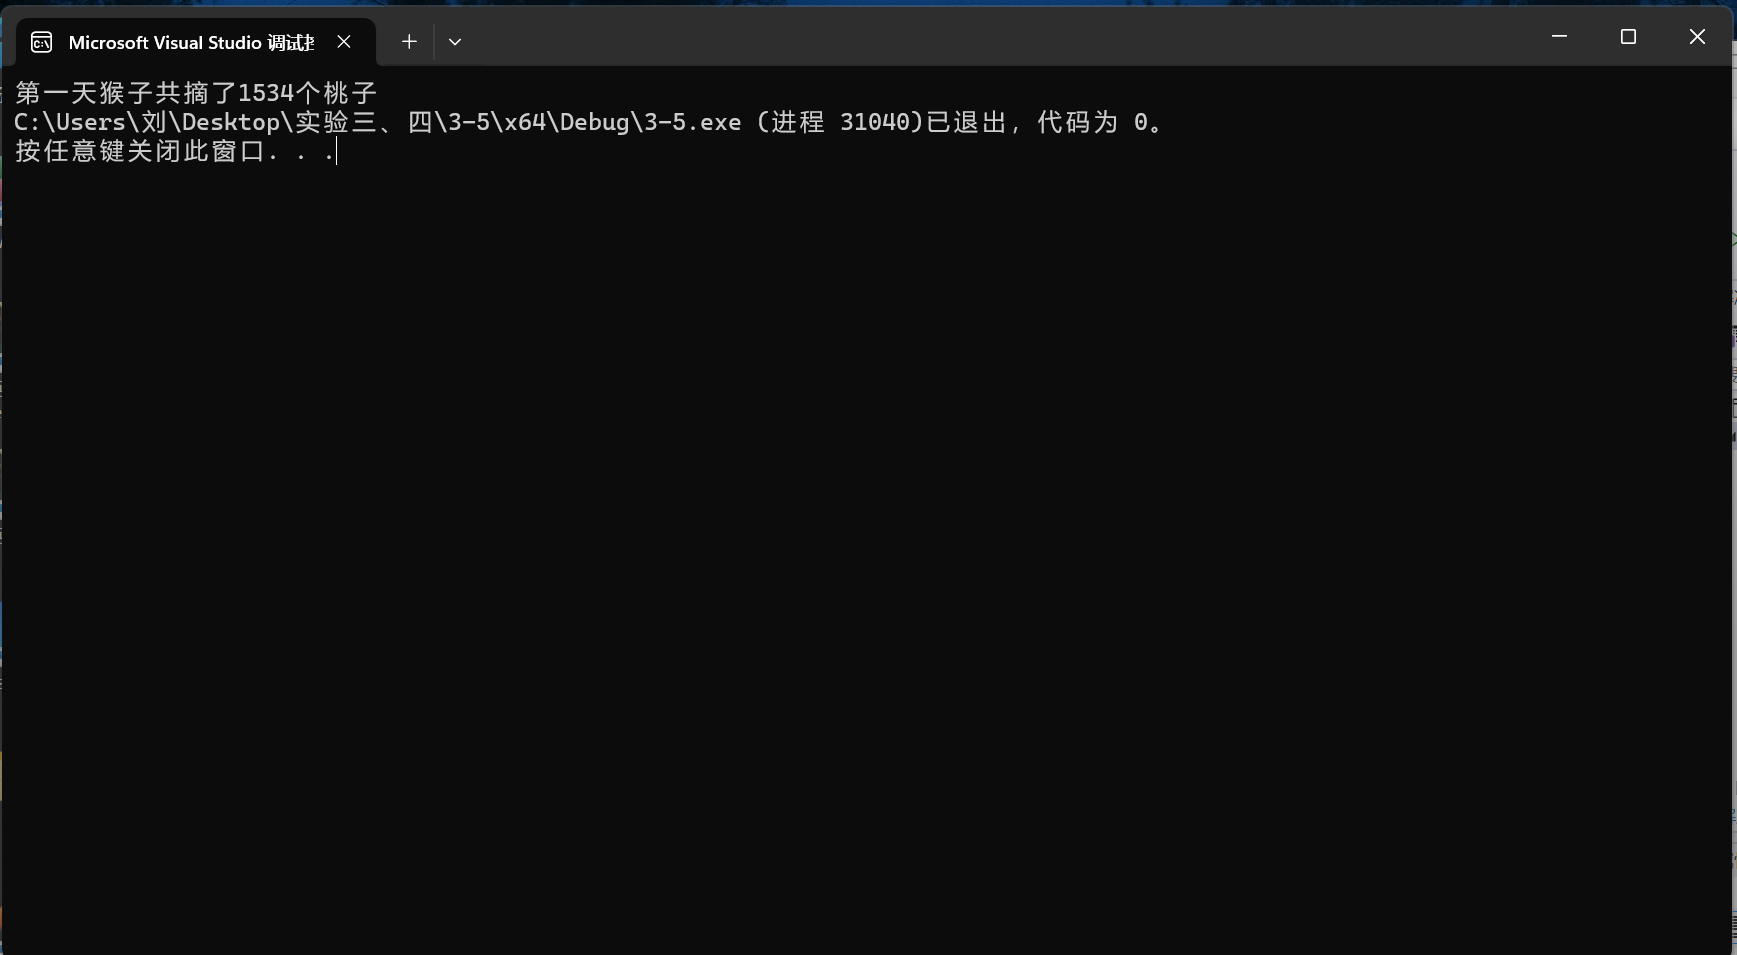 Microsoft Visual Studio 调试
第一天猴子共摘了1534个桃子
C:\Users\刘\Desktop\实验三、四\3-5\x64\Debug\3-5.exe (进程 31040)已退出，代码为 0。
按任意键关闭此窗口. . .